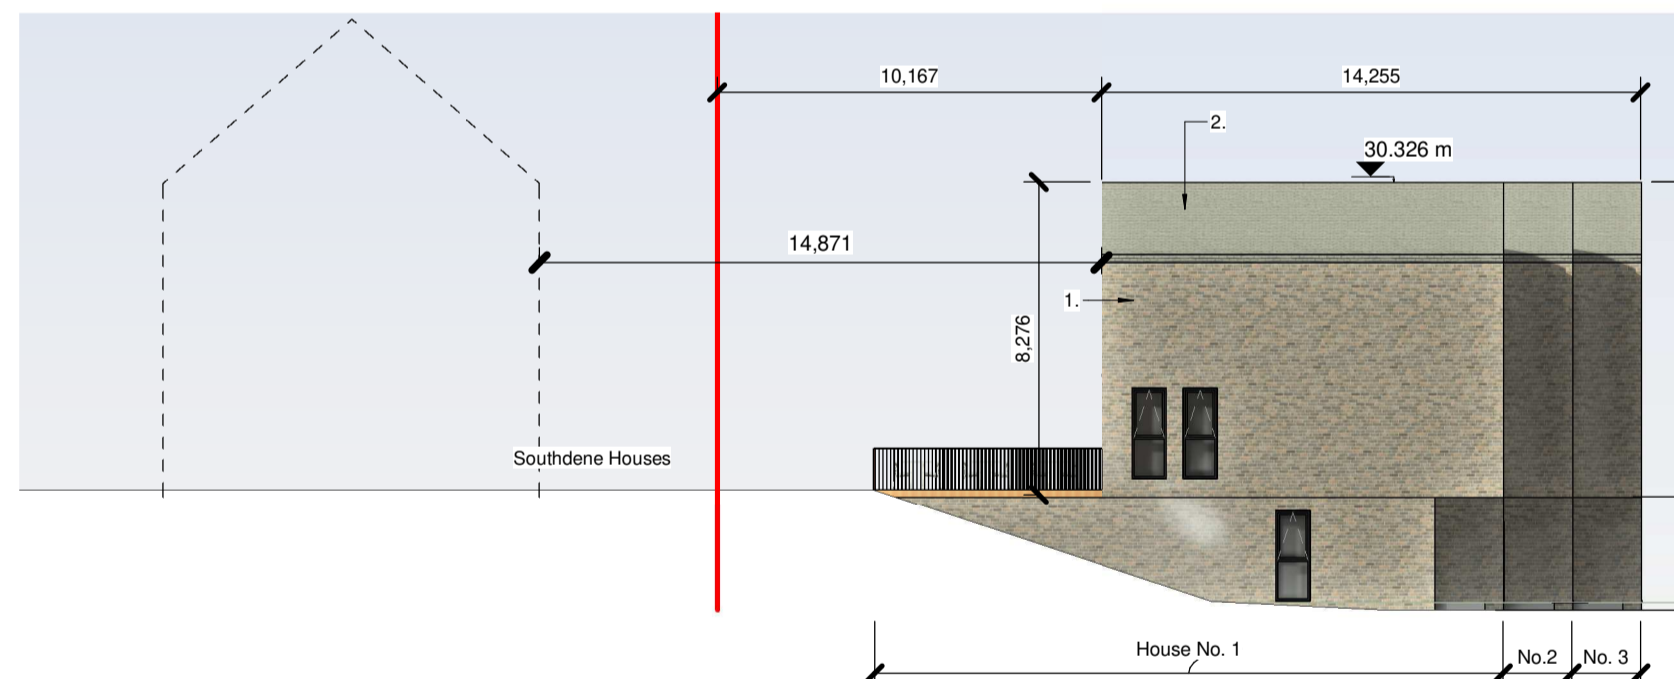 10,167
14,255
2.
30.326 m
14,871
1.
8,276
Southdene Houses
House No. 1
No.2
No. 3